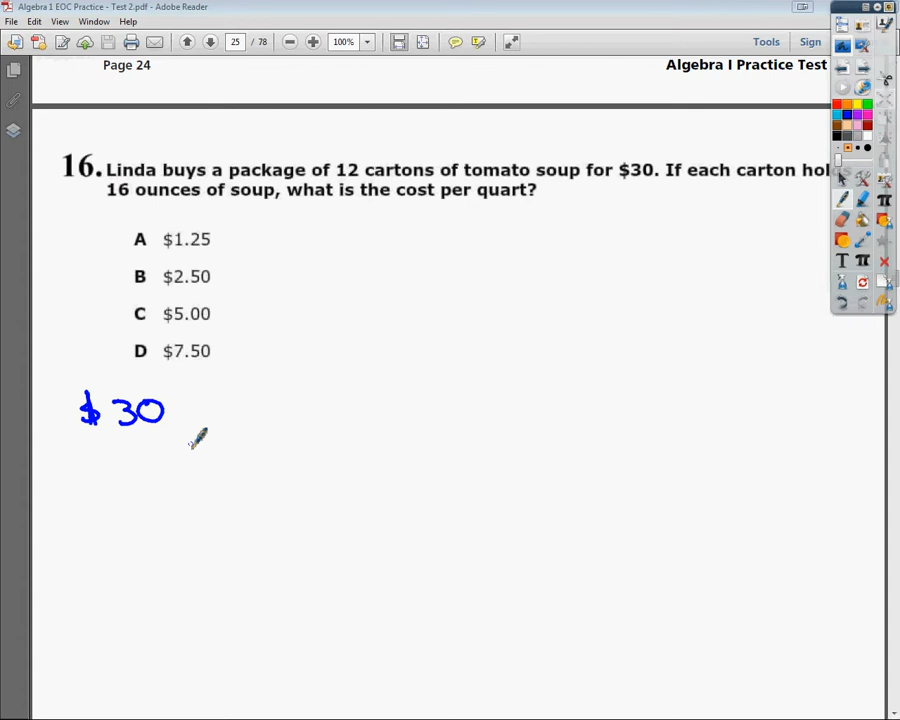 Algebra 1 EOC Practice - Test 2.pdf - Adobe Reader
File Edit View Window Help
25 / 78 100% Tools Sign
Page 24 Algebra I Practice Test
16. Linda buys a package of 12 cartons of tomato soup for $30. If each carton hol
16 ounces of soup, what is the cost per quart?
A $1.25
B $2.50
C $5.00
D $7.50
$ 30